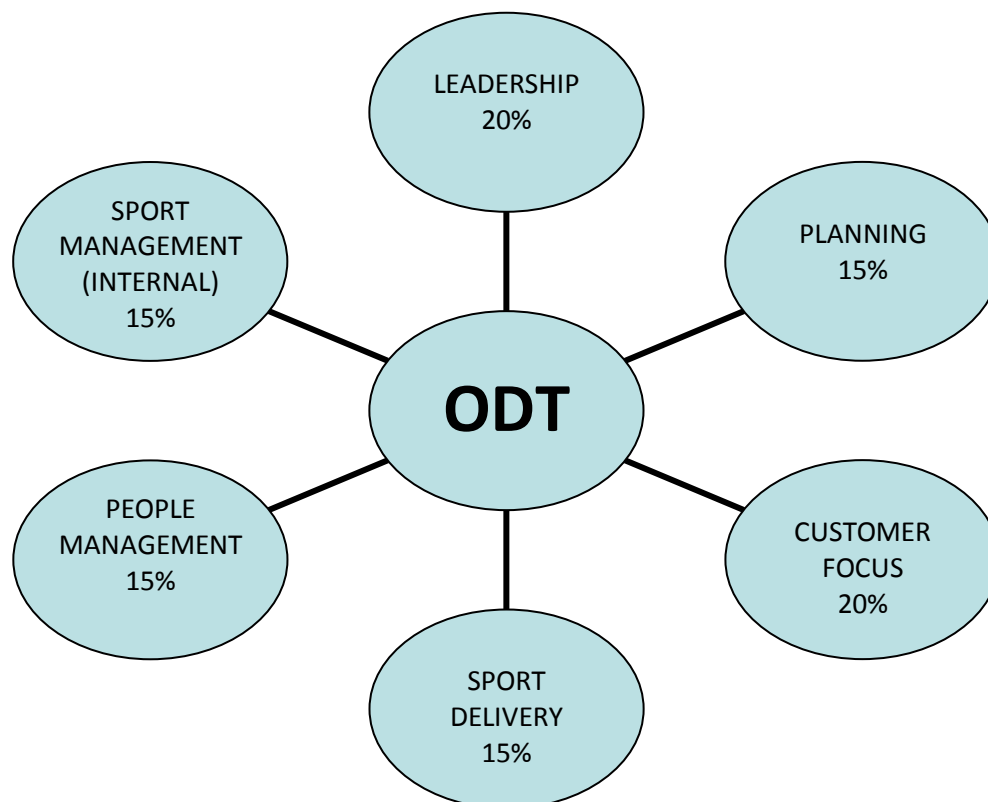 LEADERSHIP
20%
PLANNING
15%
CUSTOMER
FOCUS
20%
SPORT
DELIVERY
15%
PEOPLE
MANAGEMENT
15%
SPORT
MANAGEMENT
(INTERNAL)
15%
ODT